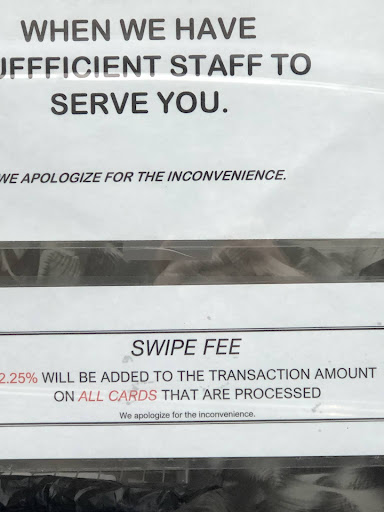 WHEN WE HAVE
UFFFICIENT STAFF TO
SERVE YOU.
WE APOLOGIZE FOR THE INCONVENIENCE.
SWIPE FEE
2.25% WILL BE ADDED TO THE TRANSACTION AMOUNT
ON ALL CARDS THAT ARE PROCESSED
We apologize for the inconvenience.